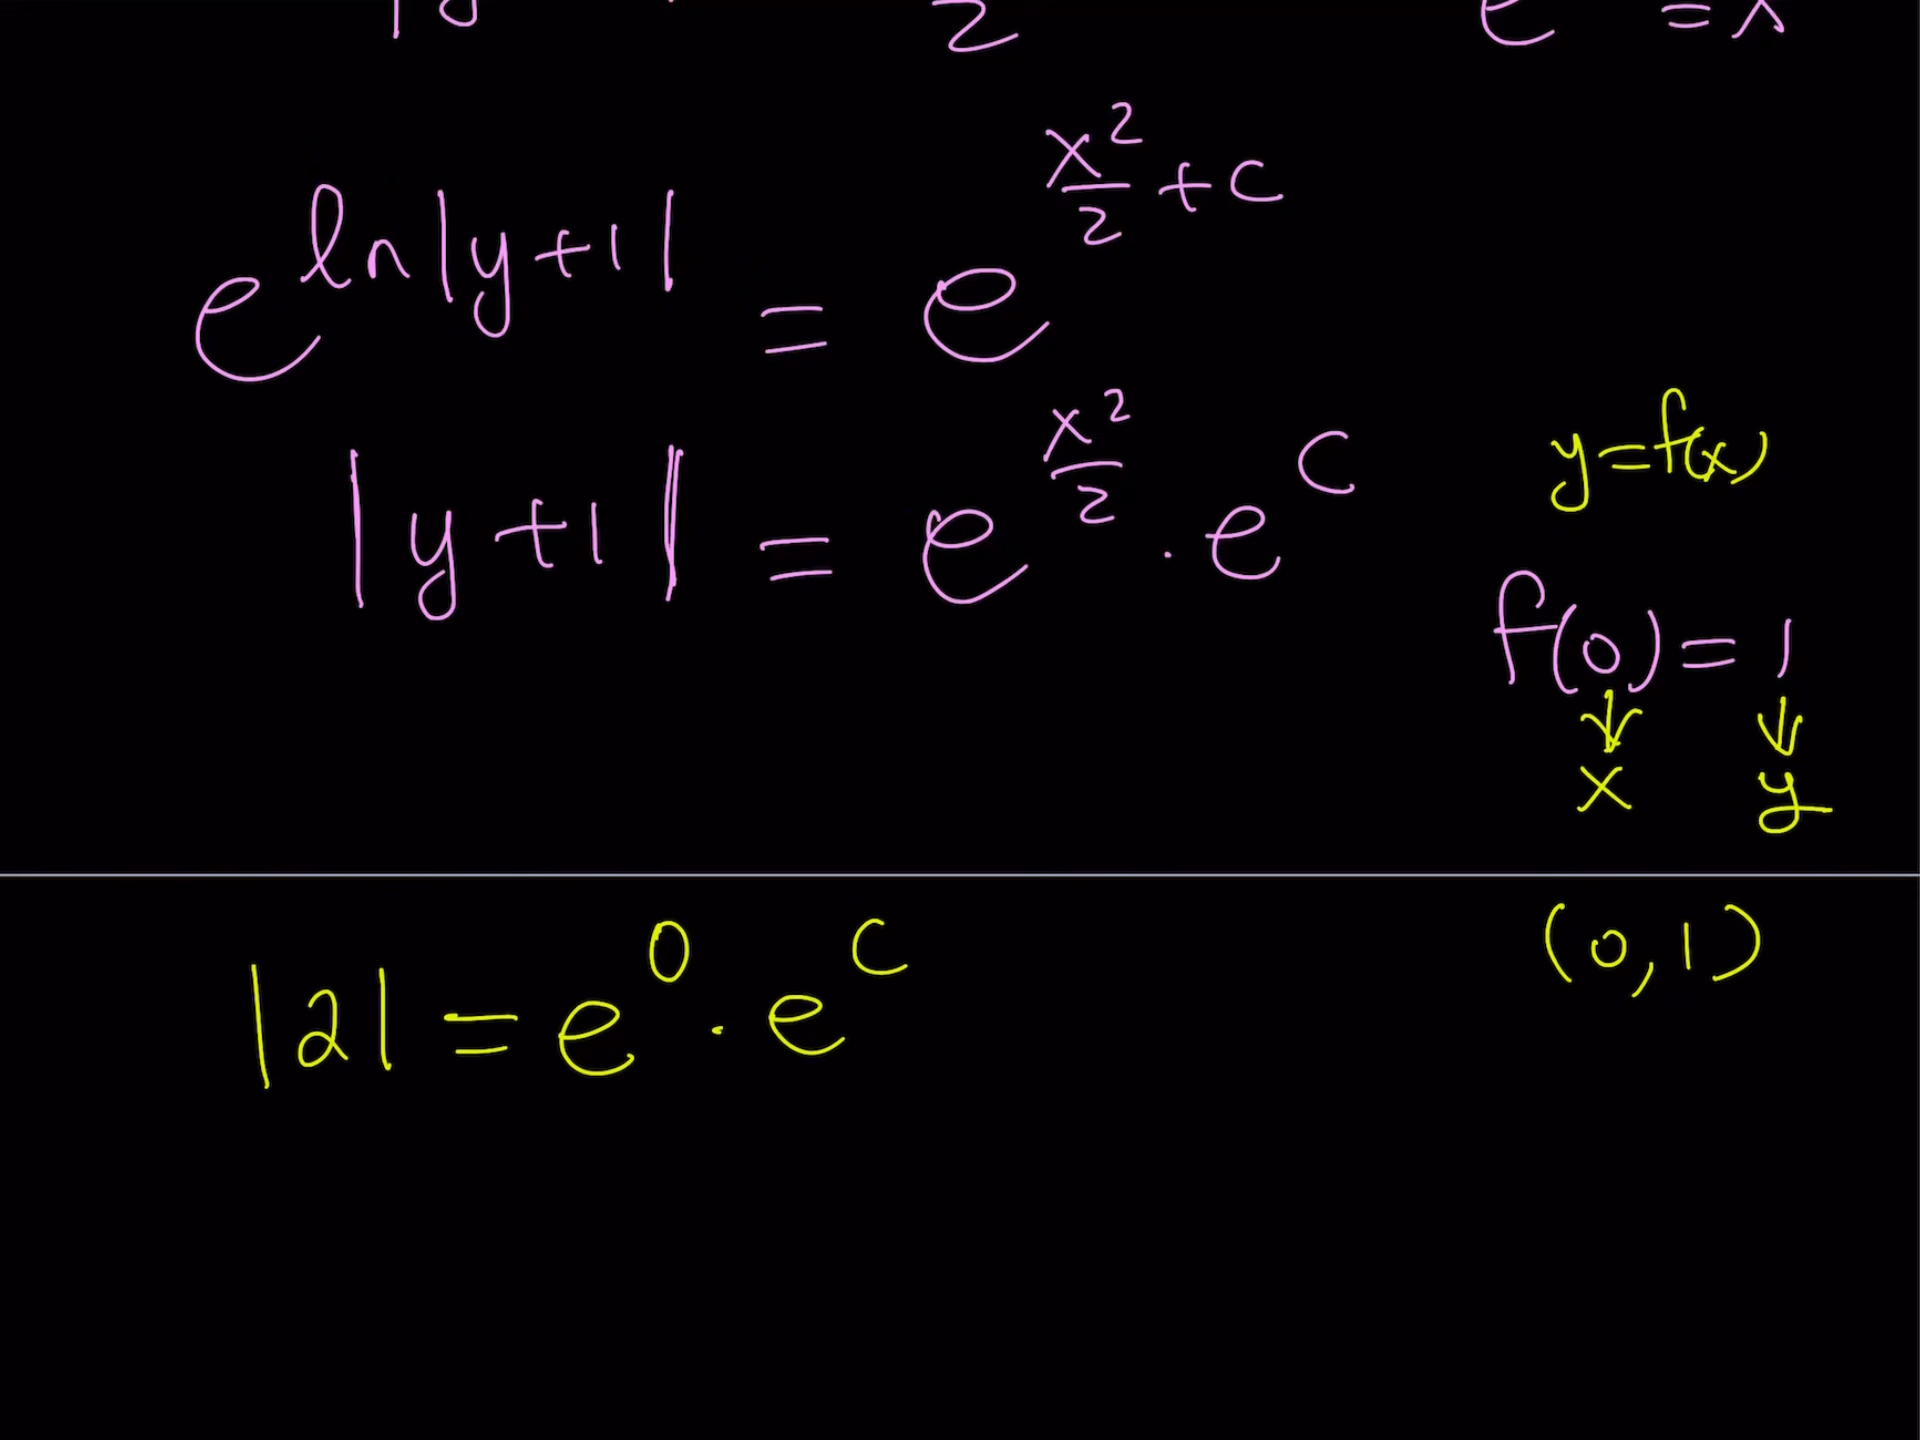 e^{ln|y+1|} = e^{x²/2 + c}
|y+1| = e^{x²/2} · e^c
y=f(x)
f(0) = 1
x y
|2| = e^0 · e^c
(0,1)